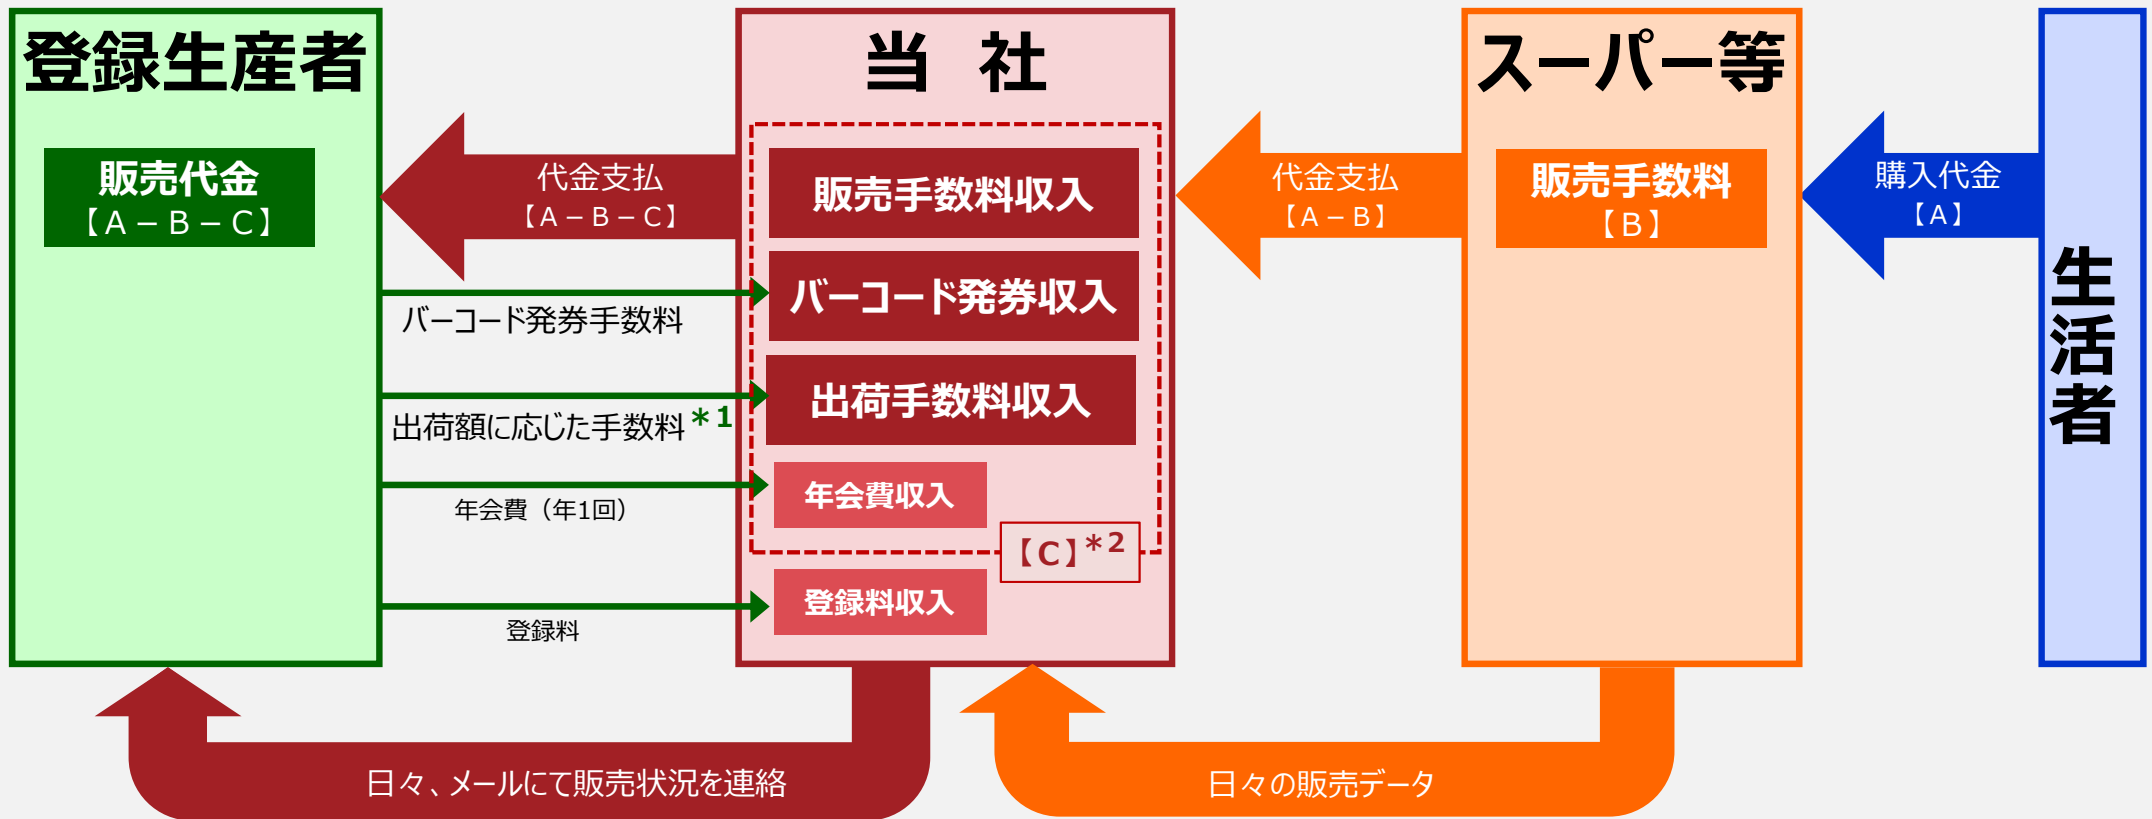 登録生産者
販売代金
【A－B－C】
代金支払
【A－B－C】
バーコード発券手数料
出荷額に応じた手数料＊1
年会費（年1回）
登録料
当 社
販売手数料収入
バーコード発券収入
出荷手数料収入
年会費収入
【C】＊2
登録料収入
代金支払
【A－B】
スーパー等
販売手数料
【B】
購入代金
【A】
生活者
日々、メールにて販売状況を連絡
日々の販売データ